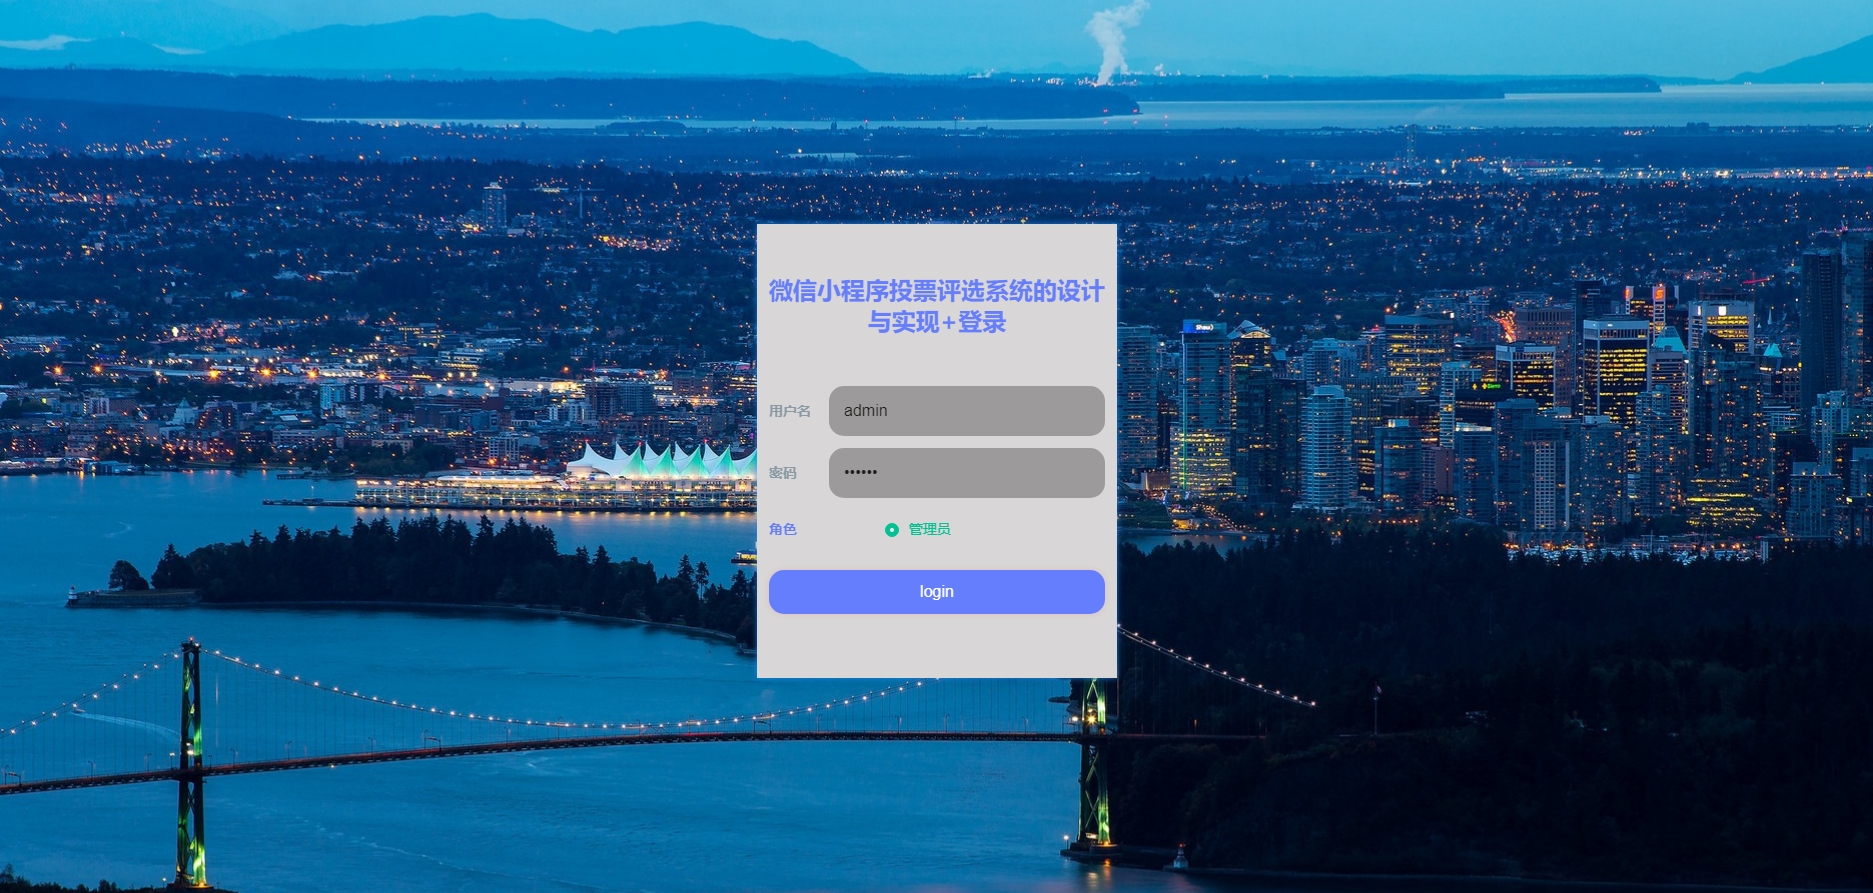 微信小程序投票评选系统的设计
与实现+登录
用户名 admin
密码 ••••••
角色 管理员
login